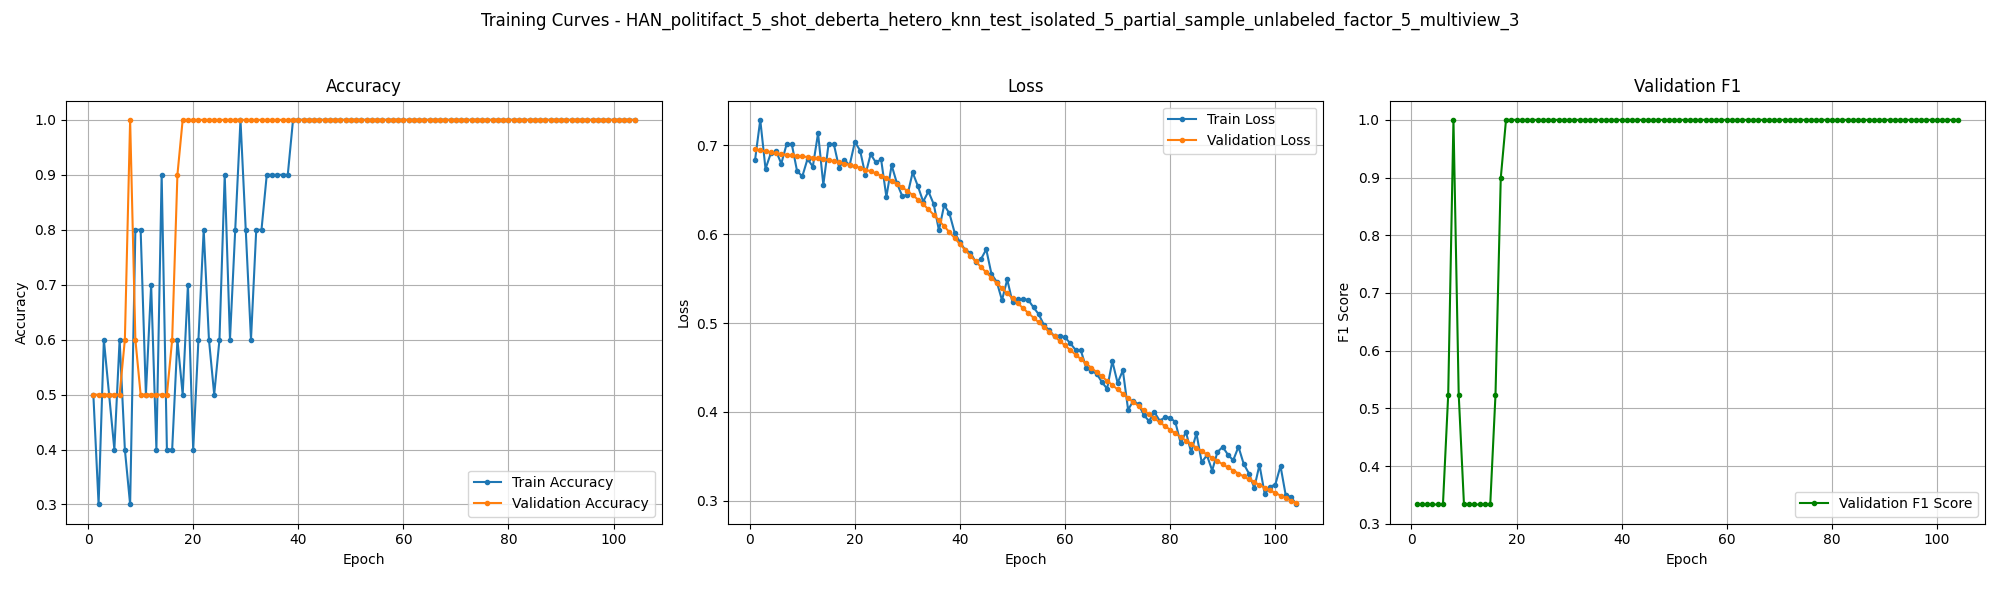 Training Curves - HAN_politifact_5_shot_deberta_hetero_knn_test_isolated_5_partial_sample_unlabeled_factor_5_multiview_3
Accuracy
1.0
0.9
0.8
0.7
0.6
0.5
0.4
0.3
Accuracy
0 20 40 60 80 100
Epoch
Train Accuracy
Validation Accuracy
Loss
0.7
0.6
0.5
0.4
0.3
Loss
0 20 40 60 80 100
Epoch
Train Loss
Validation Loss
Validation F1
1.0
0.9
0.8
0.7
0.6
0.5
0.4
0.3
F1 Score
0 20 40 60 80 100
Epoch
Validation F1 Score